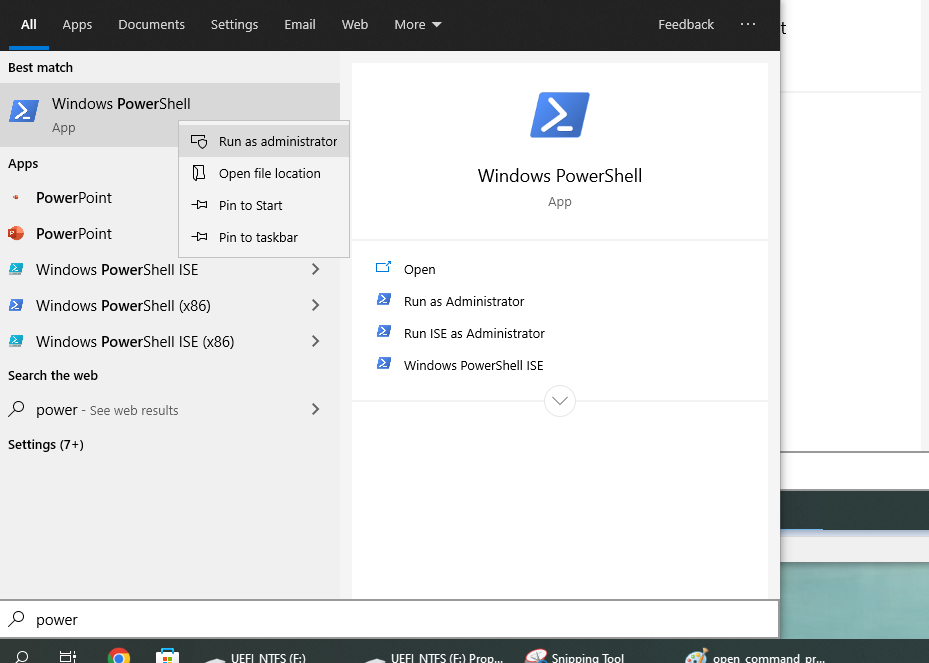 All Apps Documents Settings Email Web More Feedback ...
t
Best match
Windows PowerShell
App
Run as administrator
Open file location
Pin to Start
Pin to taskbar
Apps
PowerPoint
PowerPoint
Windows PowerShell ISE
Windows PowerShell (x86)
Windows PowerShell ISE (x86)
Search the web
power - See web results
Settings (7+)
Windows PowerShell
App
Open
Run as Administrator
Run ISE as Administrator
Windows PowerShell ISE
power
UEFI_NTFS (F:) UEFI_NTFS (F:) Prop... Snipping Tool open_command_pr...